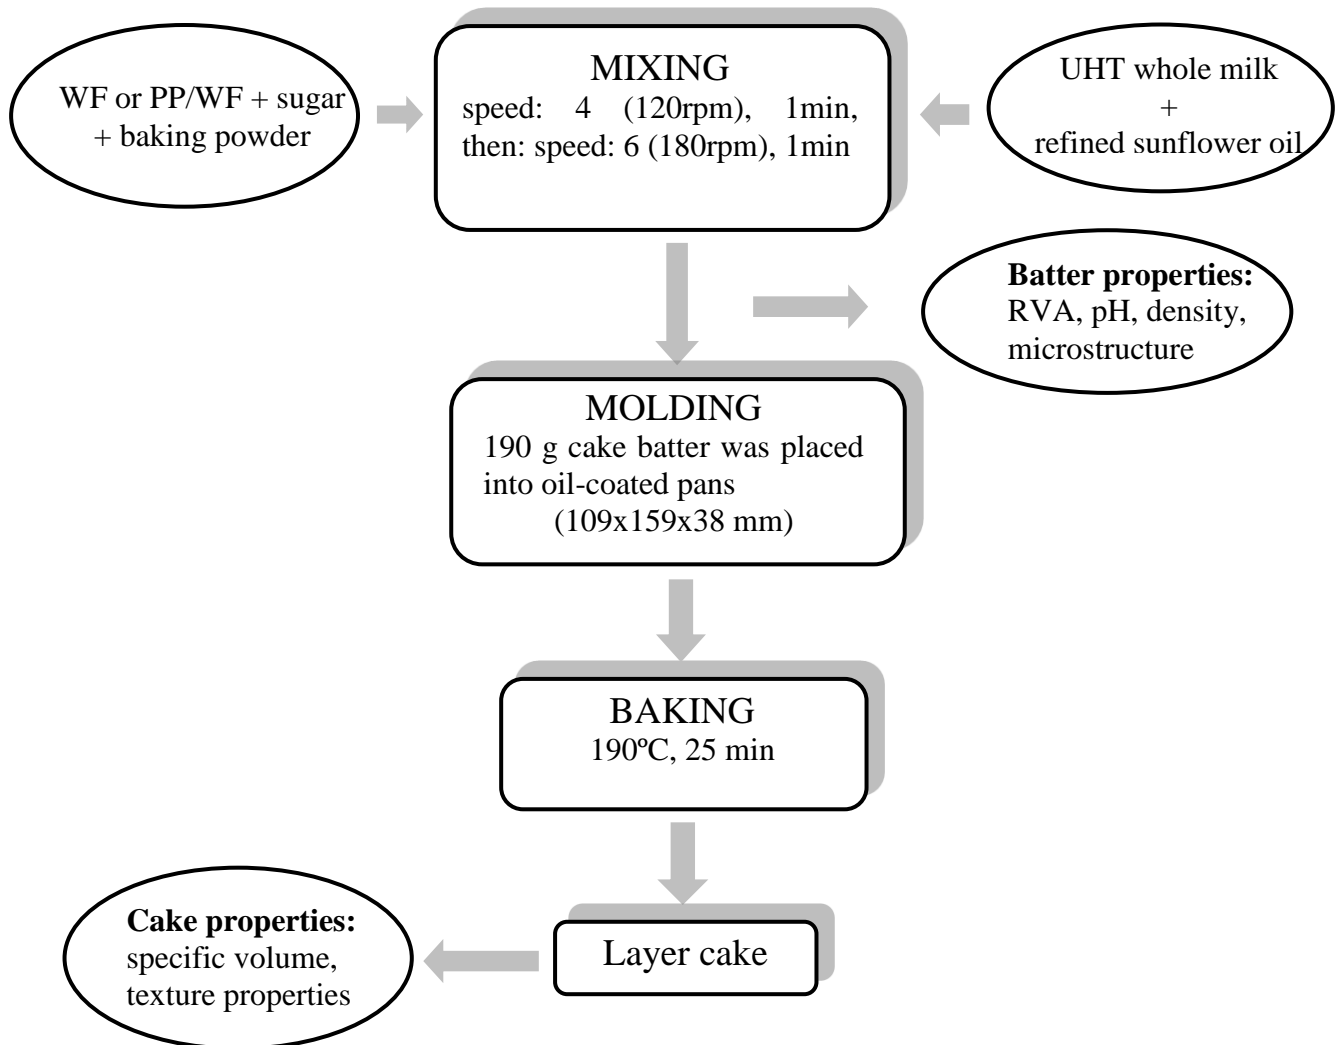 WF or PP/WF + sugar
+ baking powder
MIXING
speed: 4 (120rpm), 1min,
then: speed: 6 (180rpm), 1min
UHT whole milk
+
refined sunflower oil
Batter properties:
RVA, pH, density,
microstructure
MOLDING
190 g cake batter was placed
into oil-coated pans
(109x159x38 mm)
BAKING
190ºC, 25 min
Layer cake
Cake properties:
specific volume,
texture properties